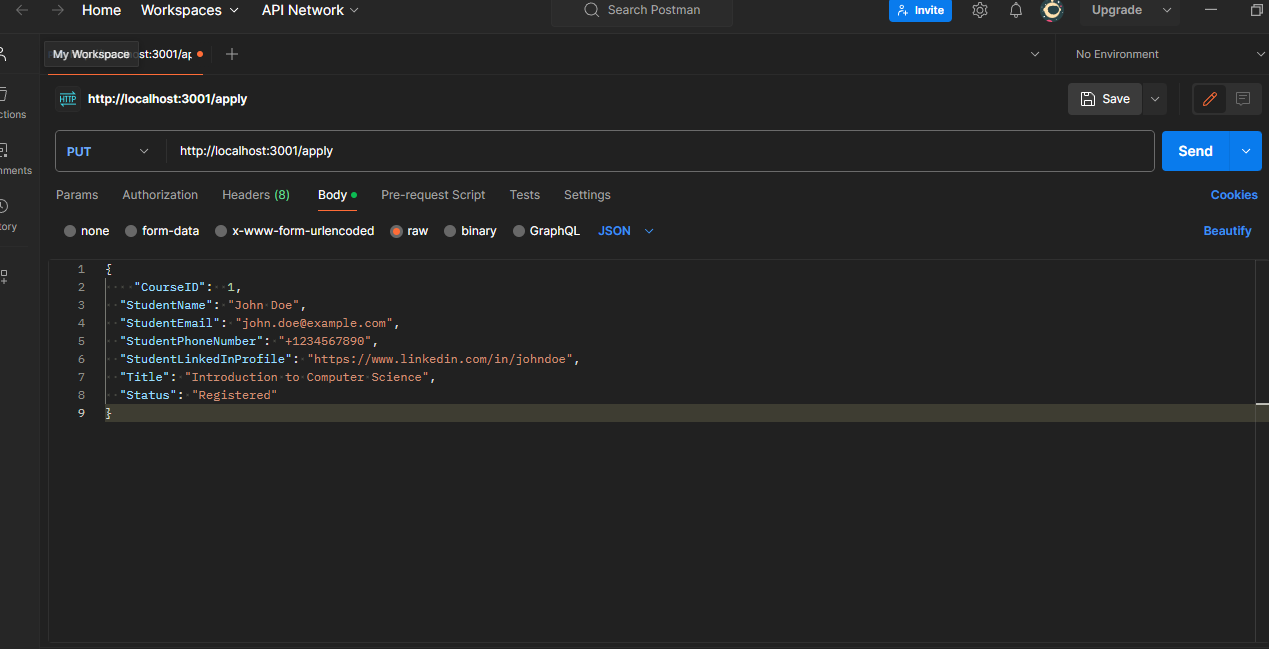 Home Workspaces API Network Search Postman Invite Upgrade
My Workspace st:3001/ap No Environment
HTTP http://localhost:3001/apply Save
ctions
PUT http://localhost:3001/apply Send
nments
Params Authorization Headers (8) Body Pre-request Script Tests Settings Cookies
tory
none form-data x-www-form-urlencoded raw binary GraphQL JSON Beautify
1 {
2 "CourseID": 1,
3 "StudentName": "John Doe",
4 "StudentEmail": "john.doe@example.com",
5 "StudentPhoneNumber": "+1234567890",
6 "StudentLinkedInProfile": "https://www.linkedin.com/in/johndoe",
7 "Title": "Introduction to Computer Science",
8 "Status": "Registered"
9 }